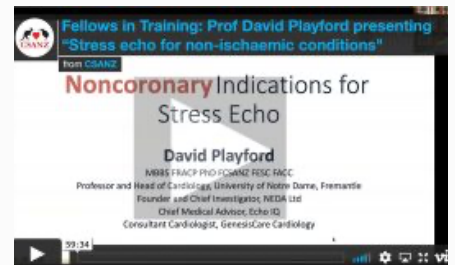 Fellows in Training: Prof David Playford presenting
"Stress echo for non-ischaemic conditions"
CSANZ
from CSANZ
Noncoronary Indications for
Stress Echo
David Playford
MBBS FRACP PhD FCSANZ FESC FACC
Professor and Head of Cardiology, University of Notre Dame, Fremantle
Founder and Chief Investigator, NEDA Ltd
Chief Medical Advisor, Echo IQ
Consultant Cardiologist, GenesisCare Cardiology
59:34